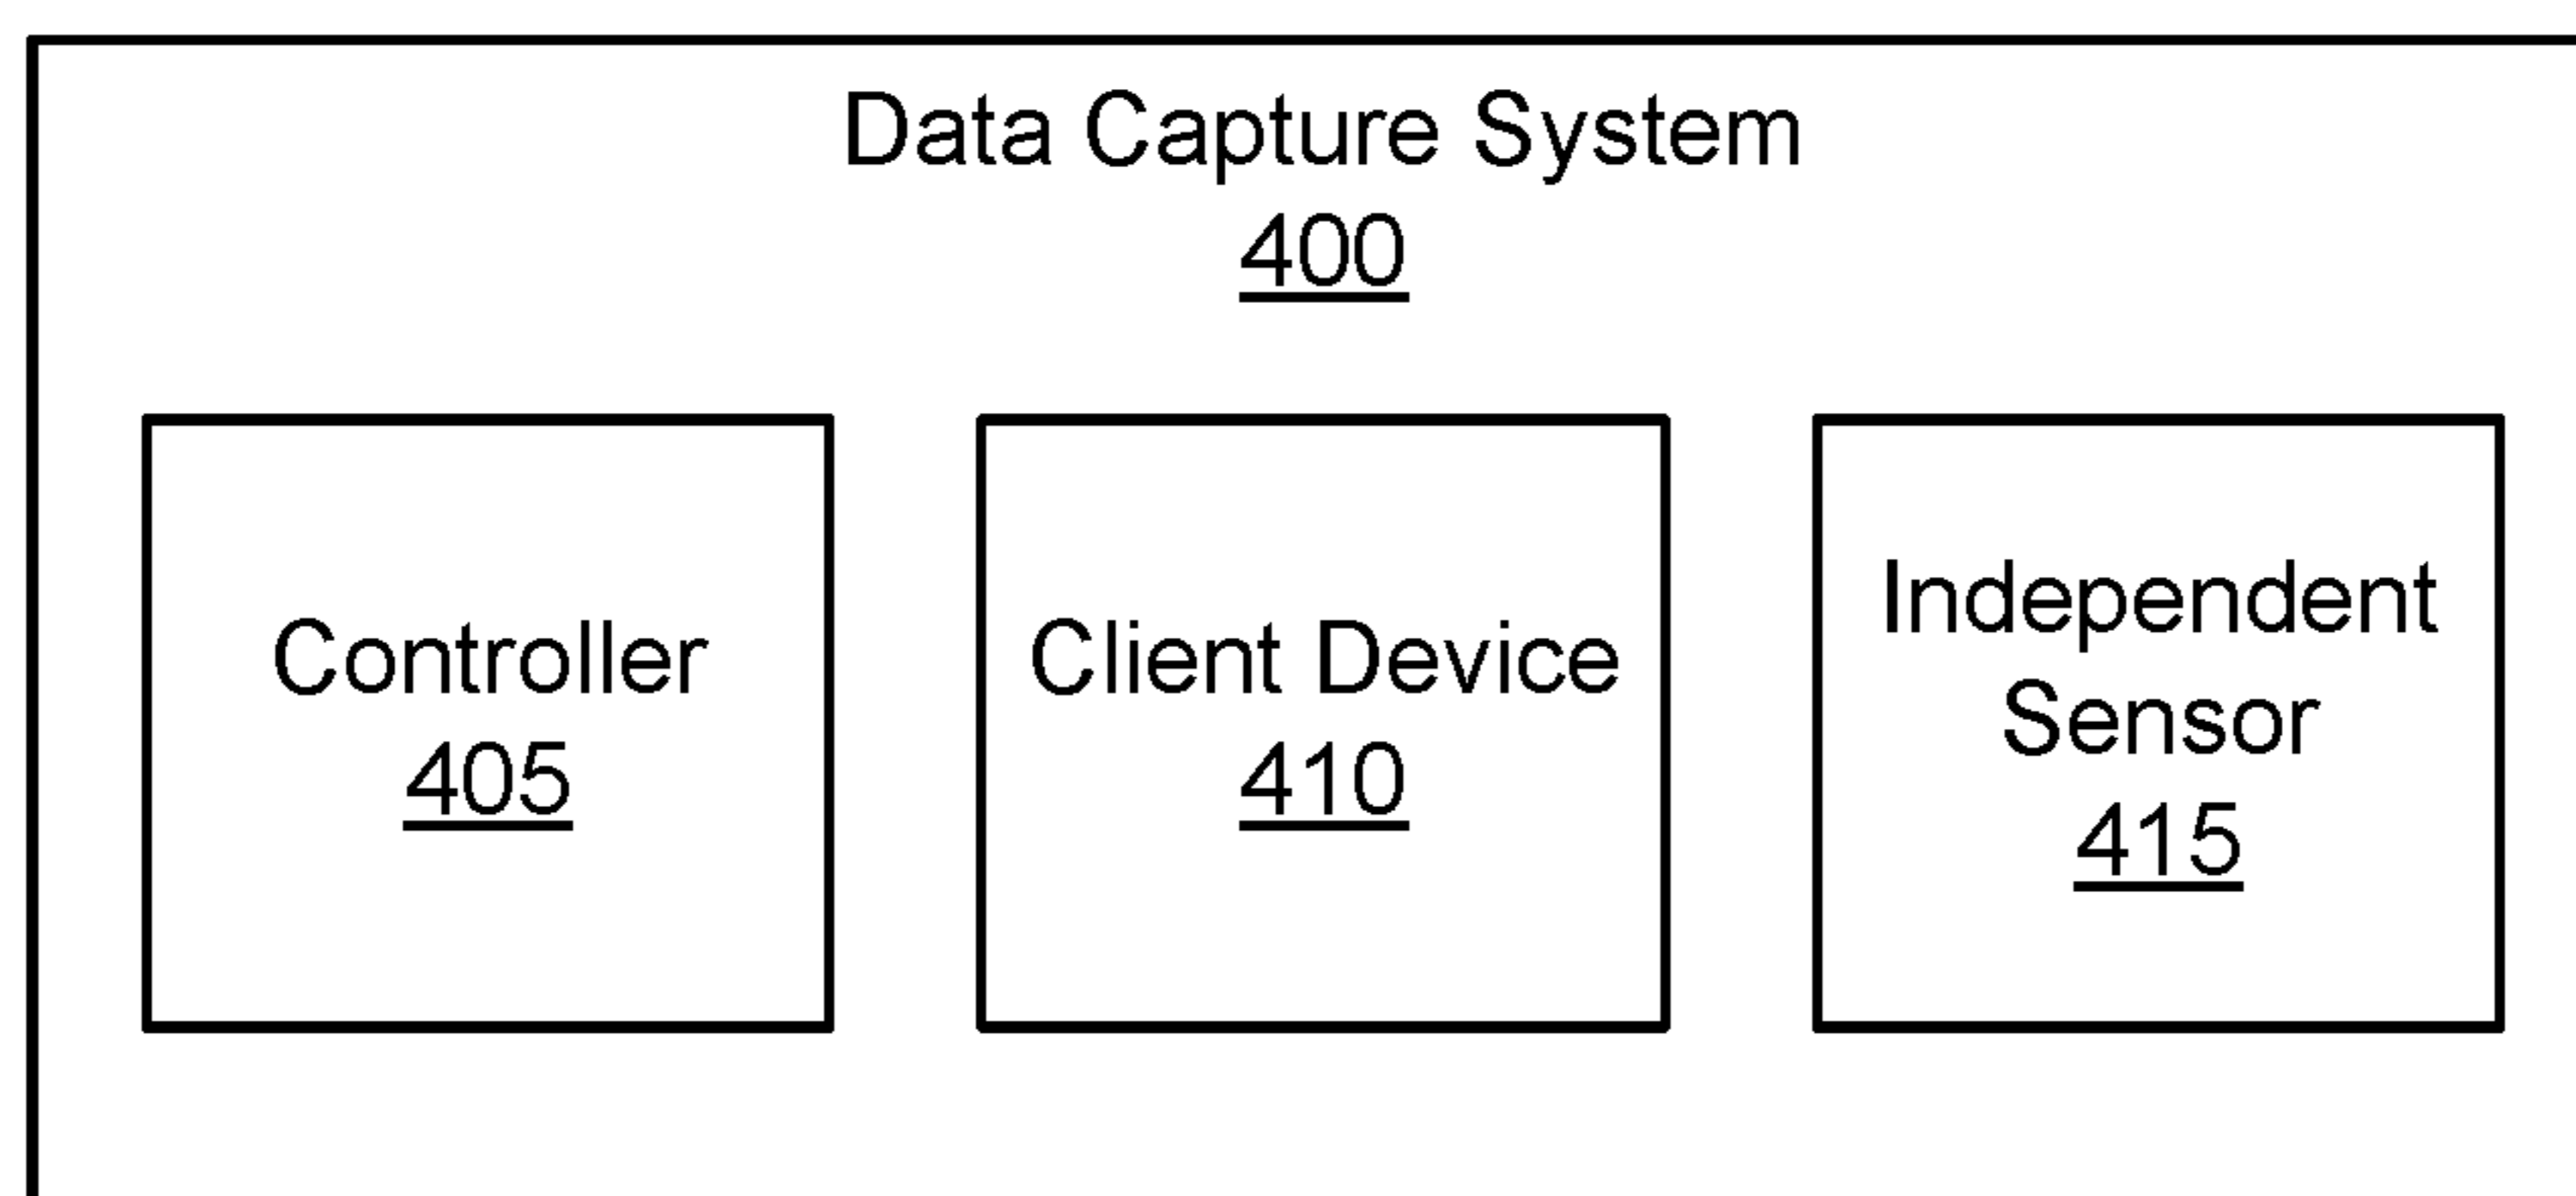 Data Capture System
400
Controller
405
Client Device
410
Independent
Sensor
415